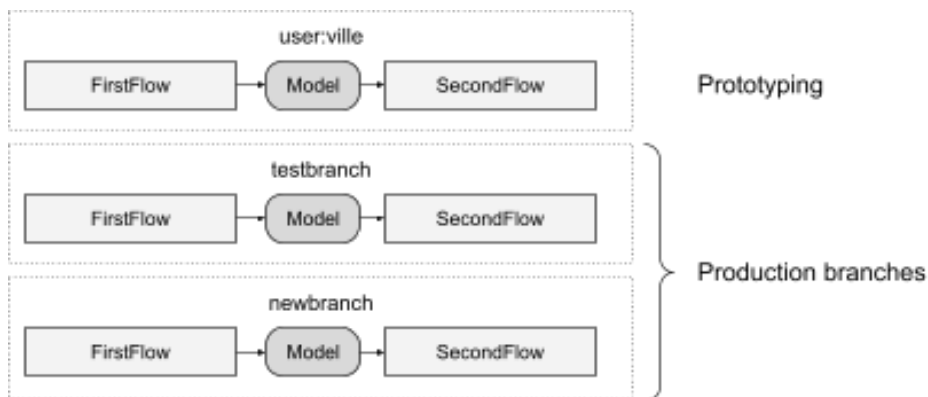 user:ville
FirstFlow Model SecondFlow
Prototyping
testbranch
FirstFlow Model SecondFlow
Production branches
newbranch
FirstFlow Model SecondFlow